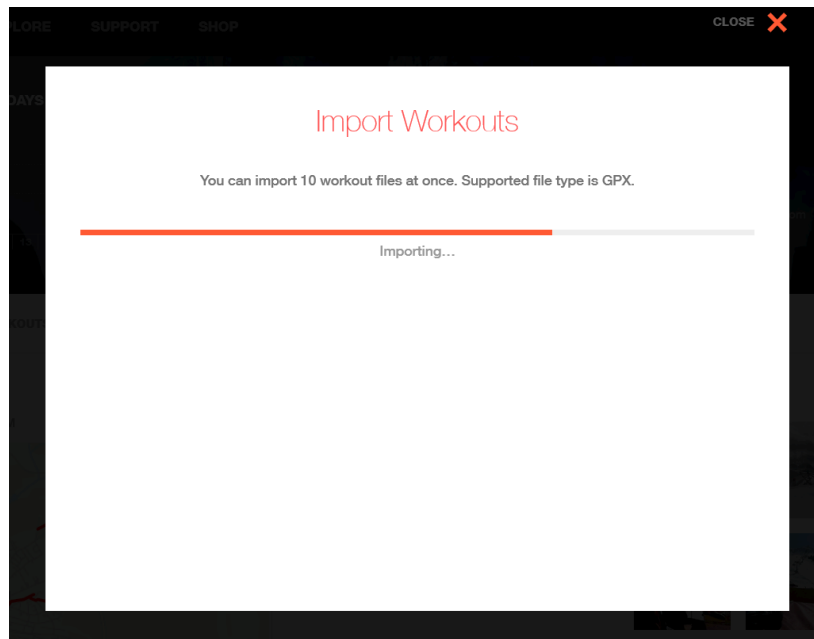 PLORE SUPPORT SHOP
CLOSE
DAYS
Import Workouts
You can import 10 workout files at once. Supported file type is GPX.
Importing...